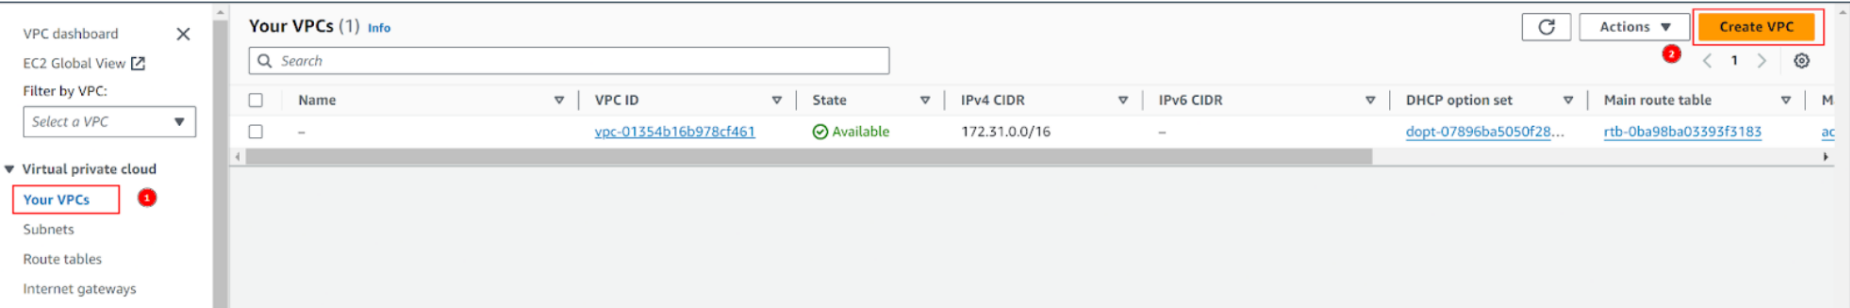 VPC dashboard
EC2 Global View
Filter by VPC:
Select a VPC
Virtual private cloud
Your VPCs 1
Subnets
Route tables
Internet gateways
Your VPCs (1) Info
Actions Create VPC
2
Search
1
Name VPC ID State IPv4 CIDR IPv6 CIDR DHCP option set Main route table M
– vpc-01354b16b978cf461 Available 172.31.0.0/16 – dopt-07896ba5050f28... rtb-0ba98ba03393f3183 ac